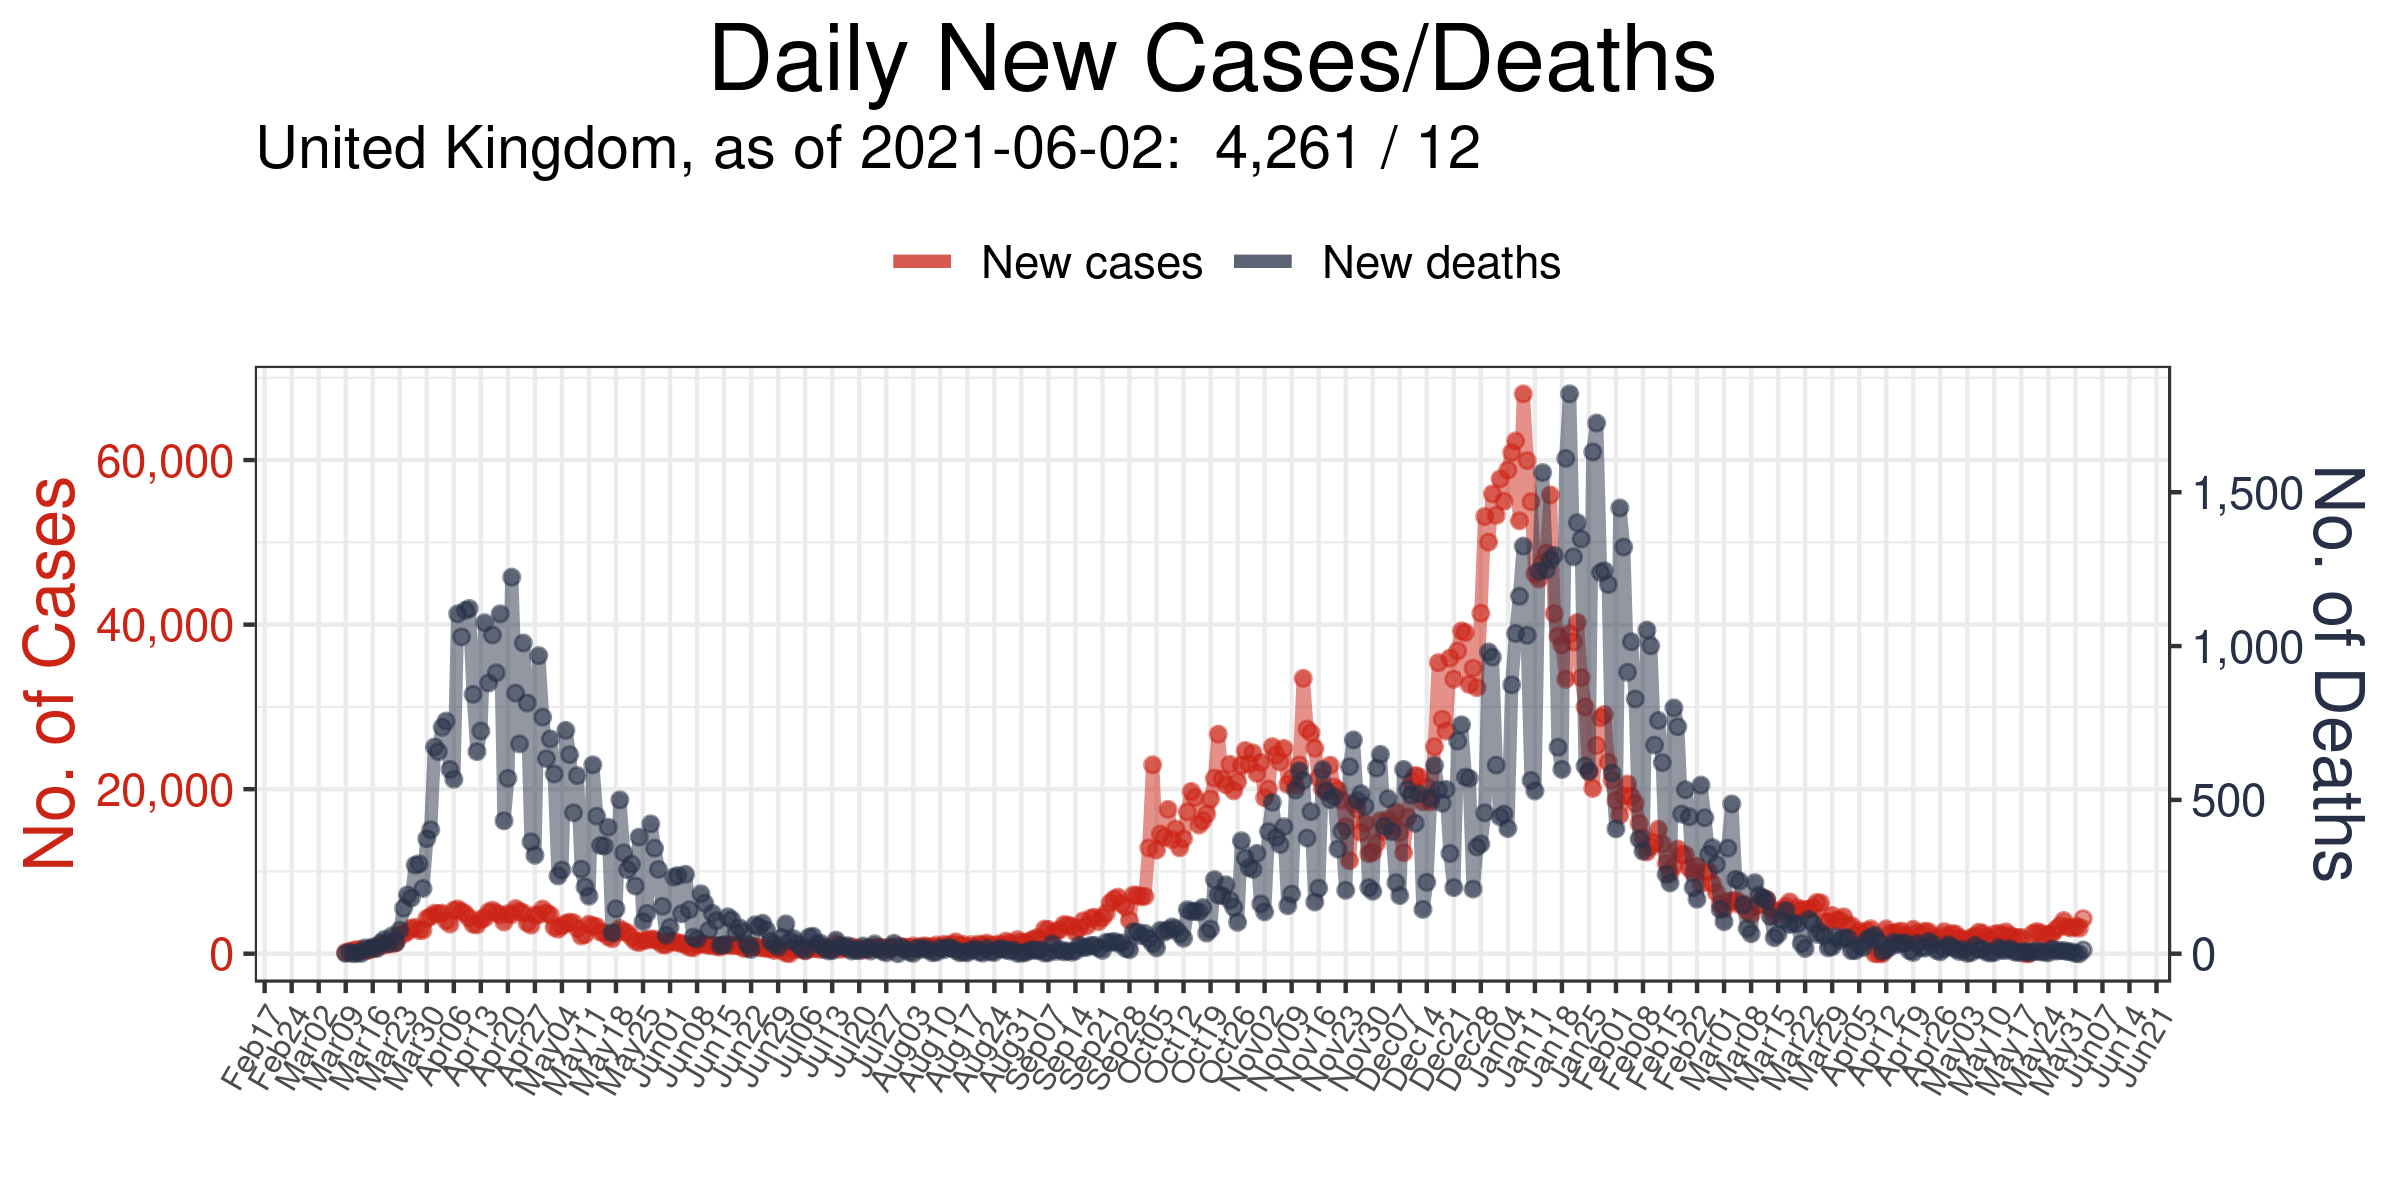 Daily New Cases/Deaths
United Kingdom, as of 2021-06-02:  4,261 / 12
New cases
New deaths
No. of Cases
60,000
40,000
20,000
0
1,500
1,000
500
0
No. of Deaths
Feb17
Feb24
Mar02
Mar09
Mar16
Mar23
Mar30
Apr06
Apr13
Apr20
Apr27
May04
May11
May18
May25
Jun01
Jun08
Jun15
Jun22
Jun29
Jul06
Jul13
Jul20
Jul27
Aug03
Aug10
Aug17
Aug24
Aug31
Sep07
Sep14
Sep21
Sep28
Oct05
Oct12
Oct19
Oct26
Nov02
Nov09
Nov16
Nov23
Nov30
Dec07
Dec14
Dec21
Dec28
Jan04
Jan11
Jan18
Jan25
Feb01
Feb08
Feb15
Feb22
Mar01
Mar08
Mar15
Mar22
Mar29
Apr05
Apr12
Apr19
Apr26
May03
May10
May17
May24
May31
Jun07
Jun14
Jun21